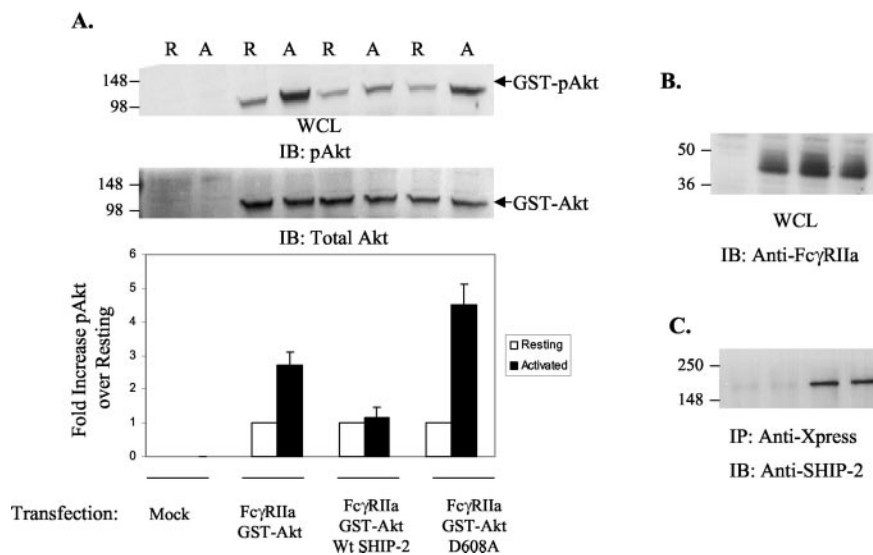 A.
R A R A R A R A
148
98
GST-pAkt
WCL
IB: pAkt
148
98
GST-Akt
IB: Total Akt
Fold Increase pAkt
over Resting
6
5
4
3
2
1
0
Resting
Activated
Transfection:
Mock
FcγRIIa
GST-Akt
FcγRIIa
GST-Akt
Wt SHIP-2
FcγRIIa
GST-Akt
D608A
B.
50
36
WCL
IB: Anti-FcγRIIa
C.
250
148
IP: Anti-Xpress
IB: Anti-SHIP-2